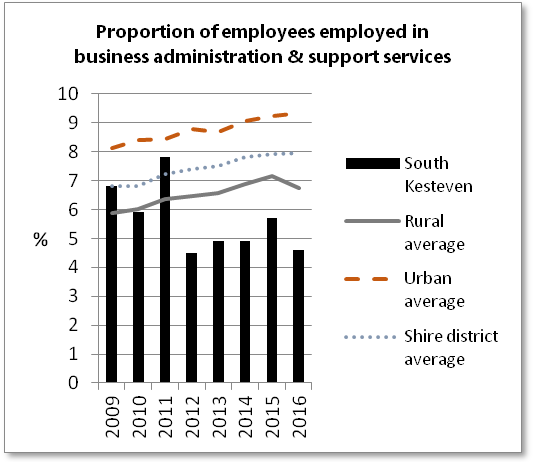 Proportion of employees employed in
business administration & support services
10
9
8
7
6
5
4
3
2
1
0
%
2009
2010
2011
2012
2013
2014
2015
2016
South
Kesteven
Rural
average
Urban
average
Shire district
average